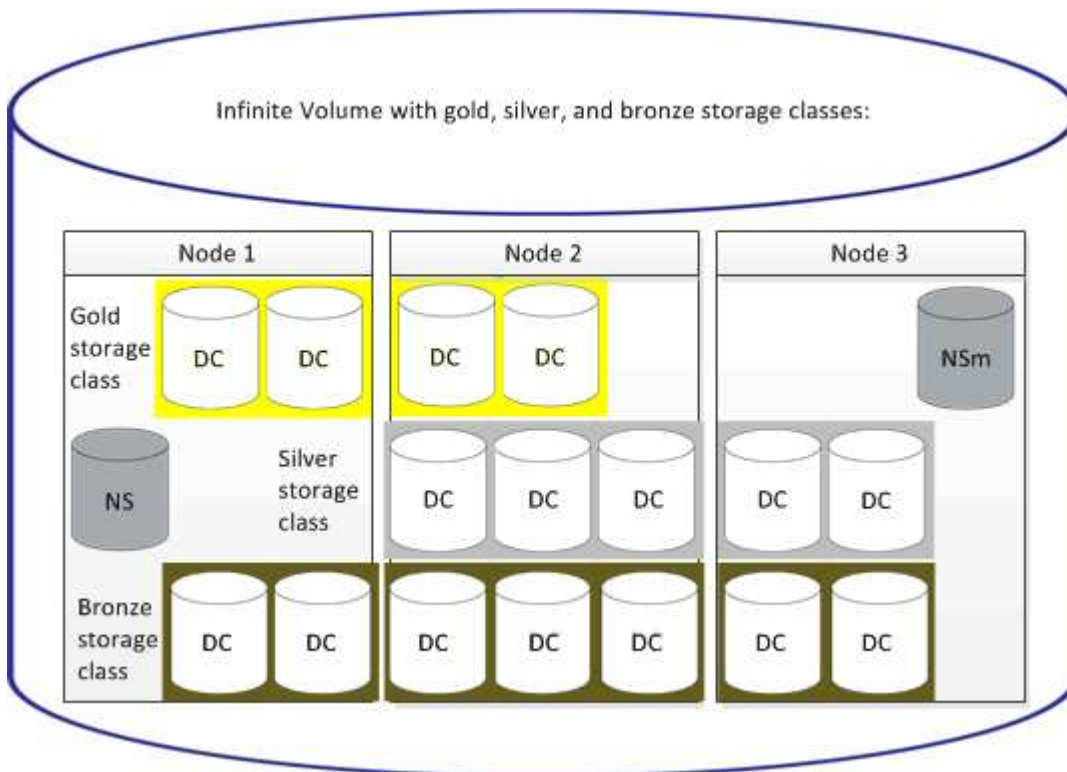 Infinite Volume with gold, silver, and bronze storage classes:
Node 1
Node 2
Node 3
Gold
storage
class
DC
DC
DC
DC
NSm
NS
Silver
storage
class
DC
DC
DC
DC
DC
Bronze
storage
class
DC
DC
DC
DC
DC
DC
DC